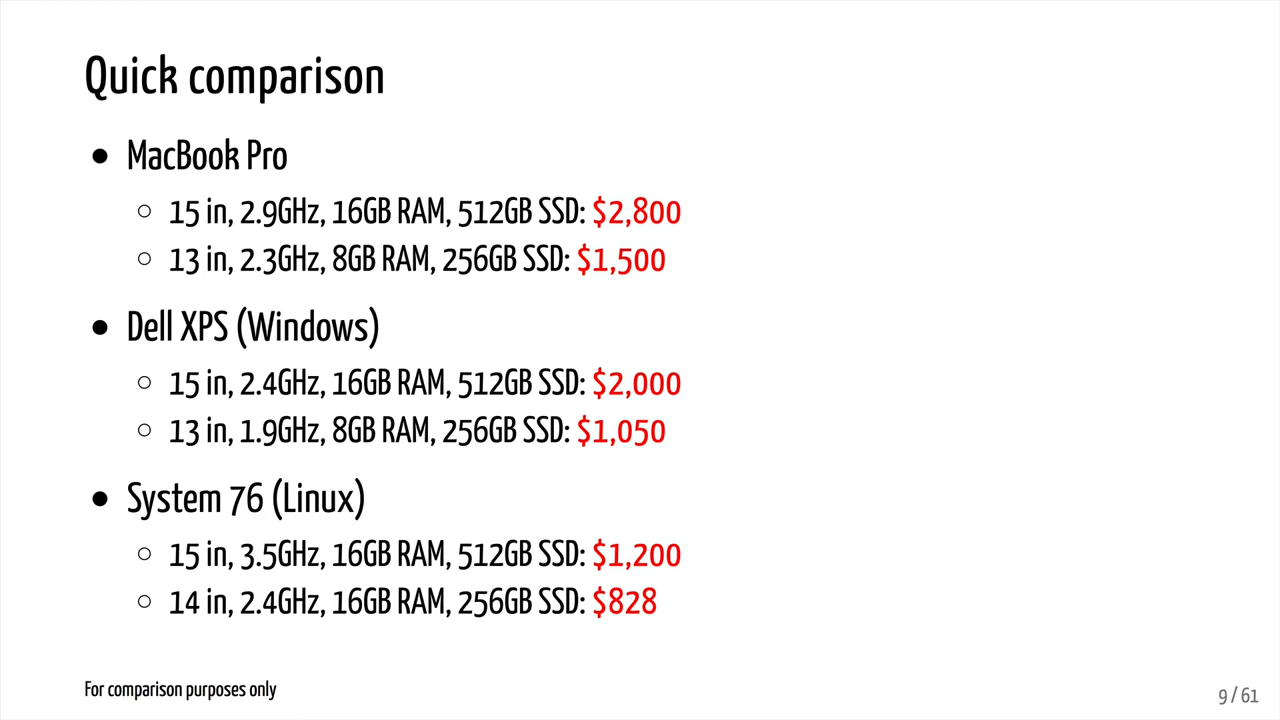 Quick comparison
• MacBook Pro
○ 15 in, 2.9GHz, 16GB RAM, 512GB SSD: $2,800
○ 13 in, 2.3GHz, 8GB RAM, 256GB SSD: $1,500
• Dell XPS (Windows)
○ 15 in, 2.4GHz, 16GB RAM, 512GB SSD: $2,000
○ 13 in, 1.9GHz, 8GB RAM, 256GB SSD: $1,050
• System 76 (Linux)
○ 15 in, 3.5GHz, 16GB RAM, 512GB SSD: $1,200
○ 14 in, 2.4GHz, 16GB RAM, 256GB SSD: $828
For comparison purposes only
9 / 61